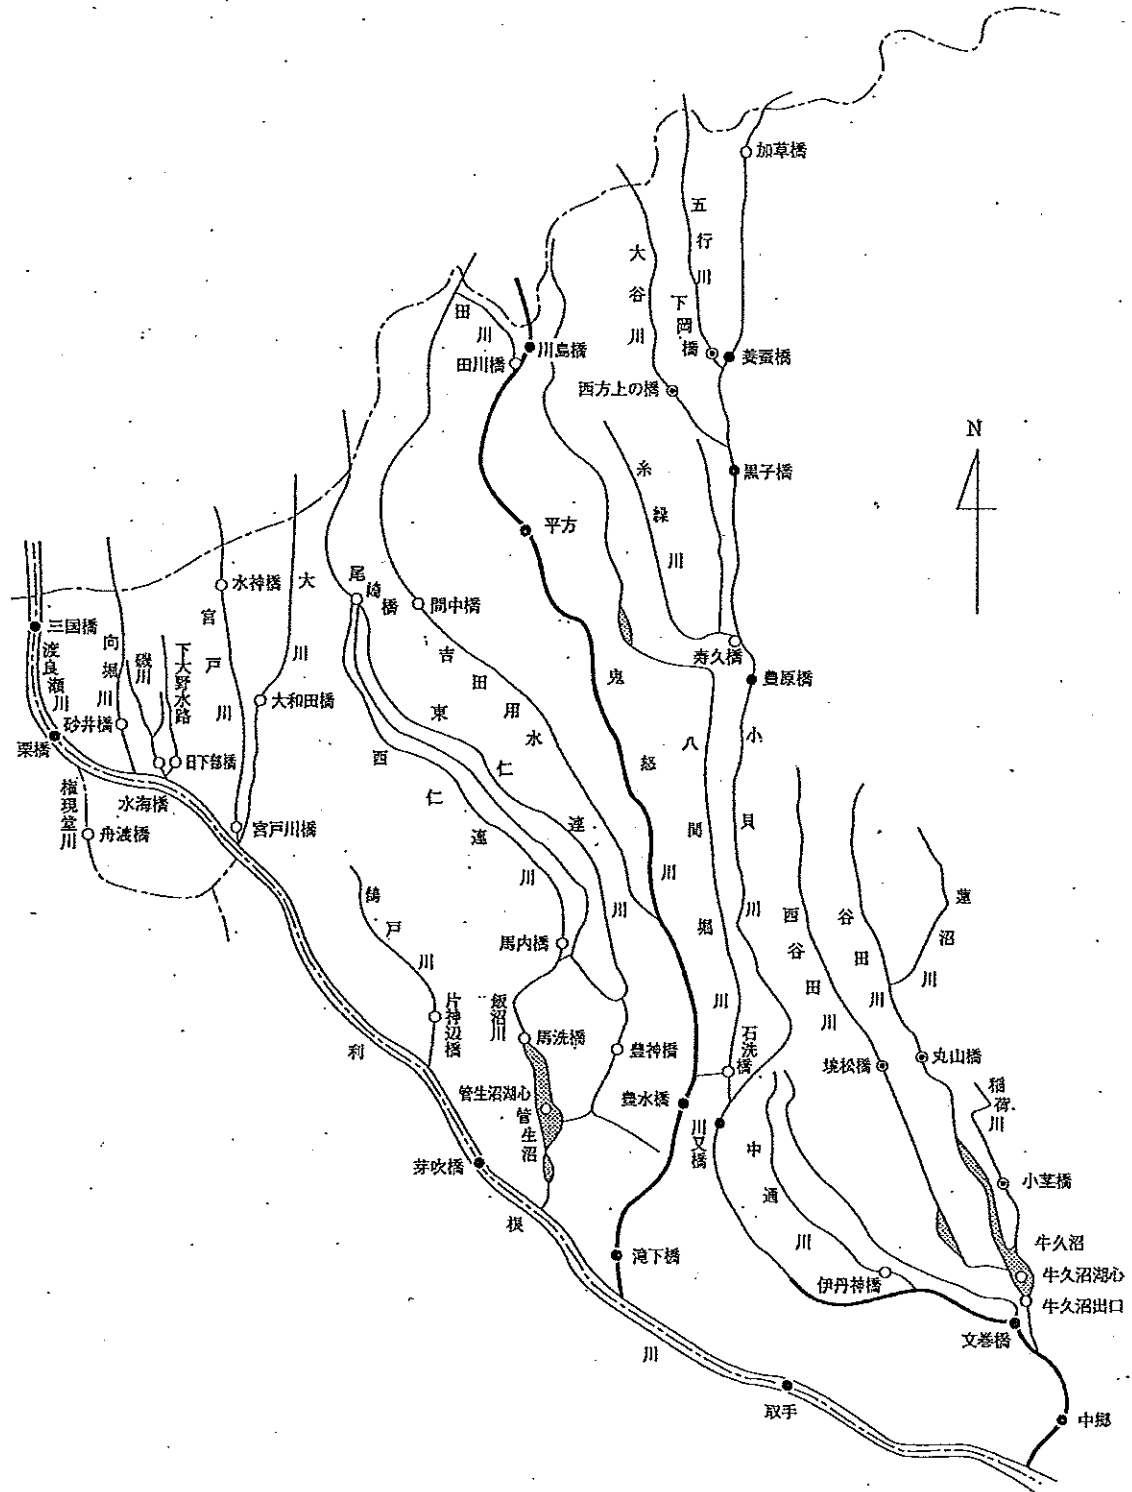 加草橋
五行川
大谷川
下岡橋
養蚕橋
田川
川島橋
田川橋
西方上の橋
N
黒子橋
糸繰川
平方
尾崎橋
間中橋
水神橋
大川
宮戸川
三国橋
渡良瀬川
向堀川
磯川
下大野水路
寿久橋
豊原橋
吉田用水
鬼怒川
東仁連川
西仁連川
八間堀川
小貝川
大和田橋
砂井橋
栗橋
日下部橋
水海橋
権現堂川
舟渡橋
宮戸川橋
鵠戸川
西谷田川
谷田川
蓮沼川
馬内橋
飯沼川
片神辺橋
馬洗橋
豊神橋
石洗橋
境松橋
丸山橋
稲荷川
利根川
菅生沼湖心
菅生沼
豊水橋
川又橋
中通川
小茎橋
芽吹橋
牛久沼
牛久沼湖心
牛久沼出口
滝下橋
伊丹神橋
文巻橋
取手
中郷